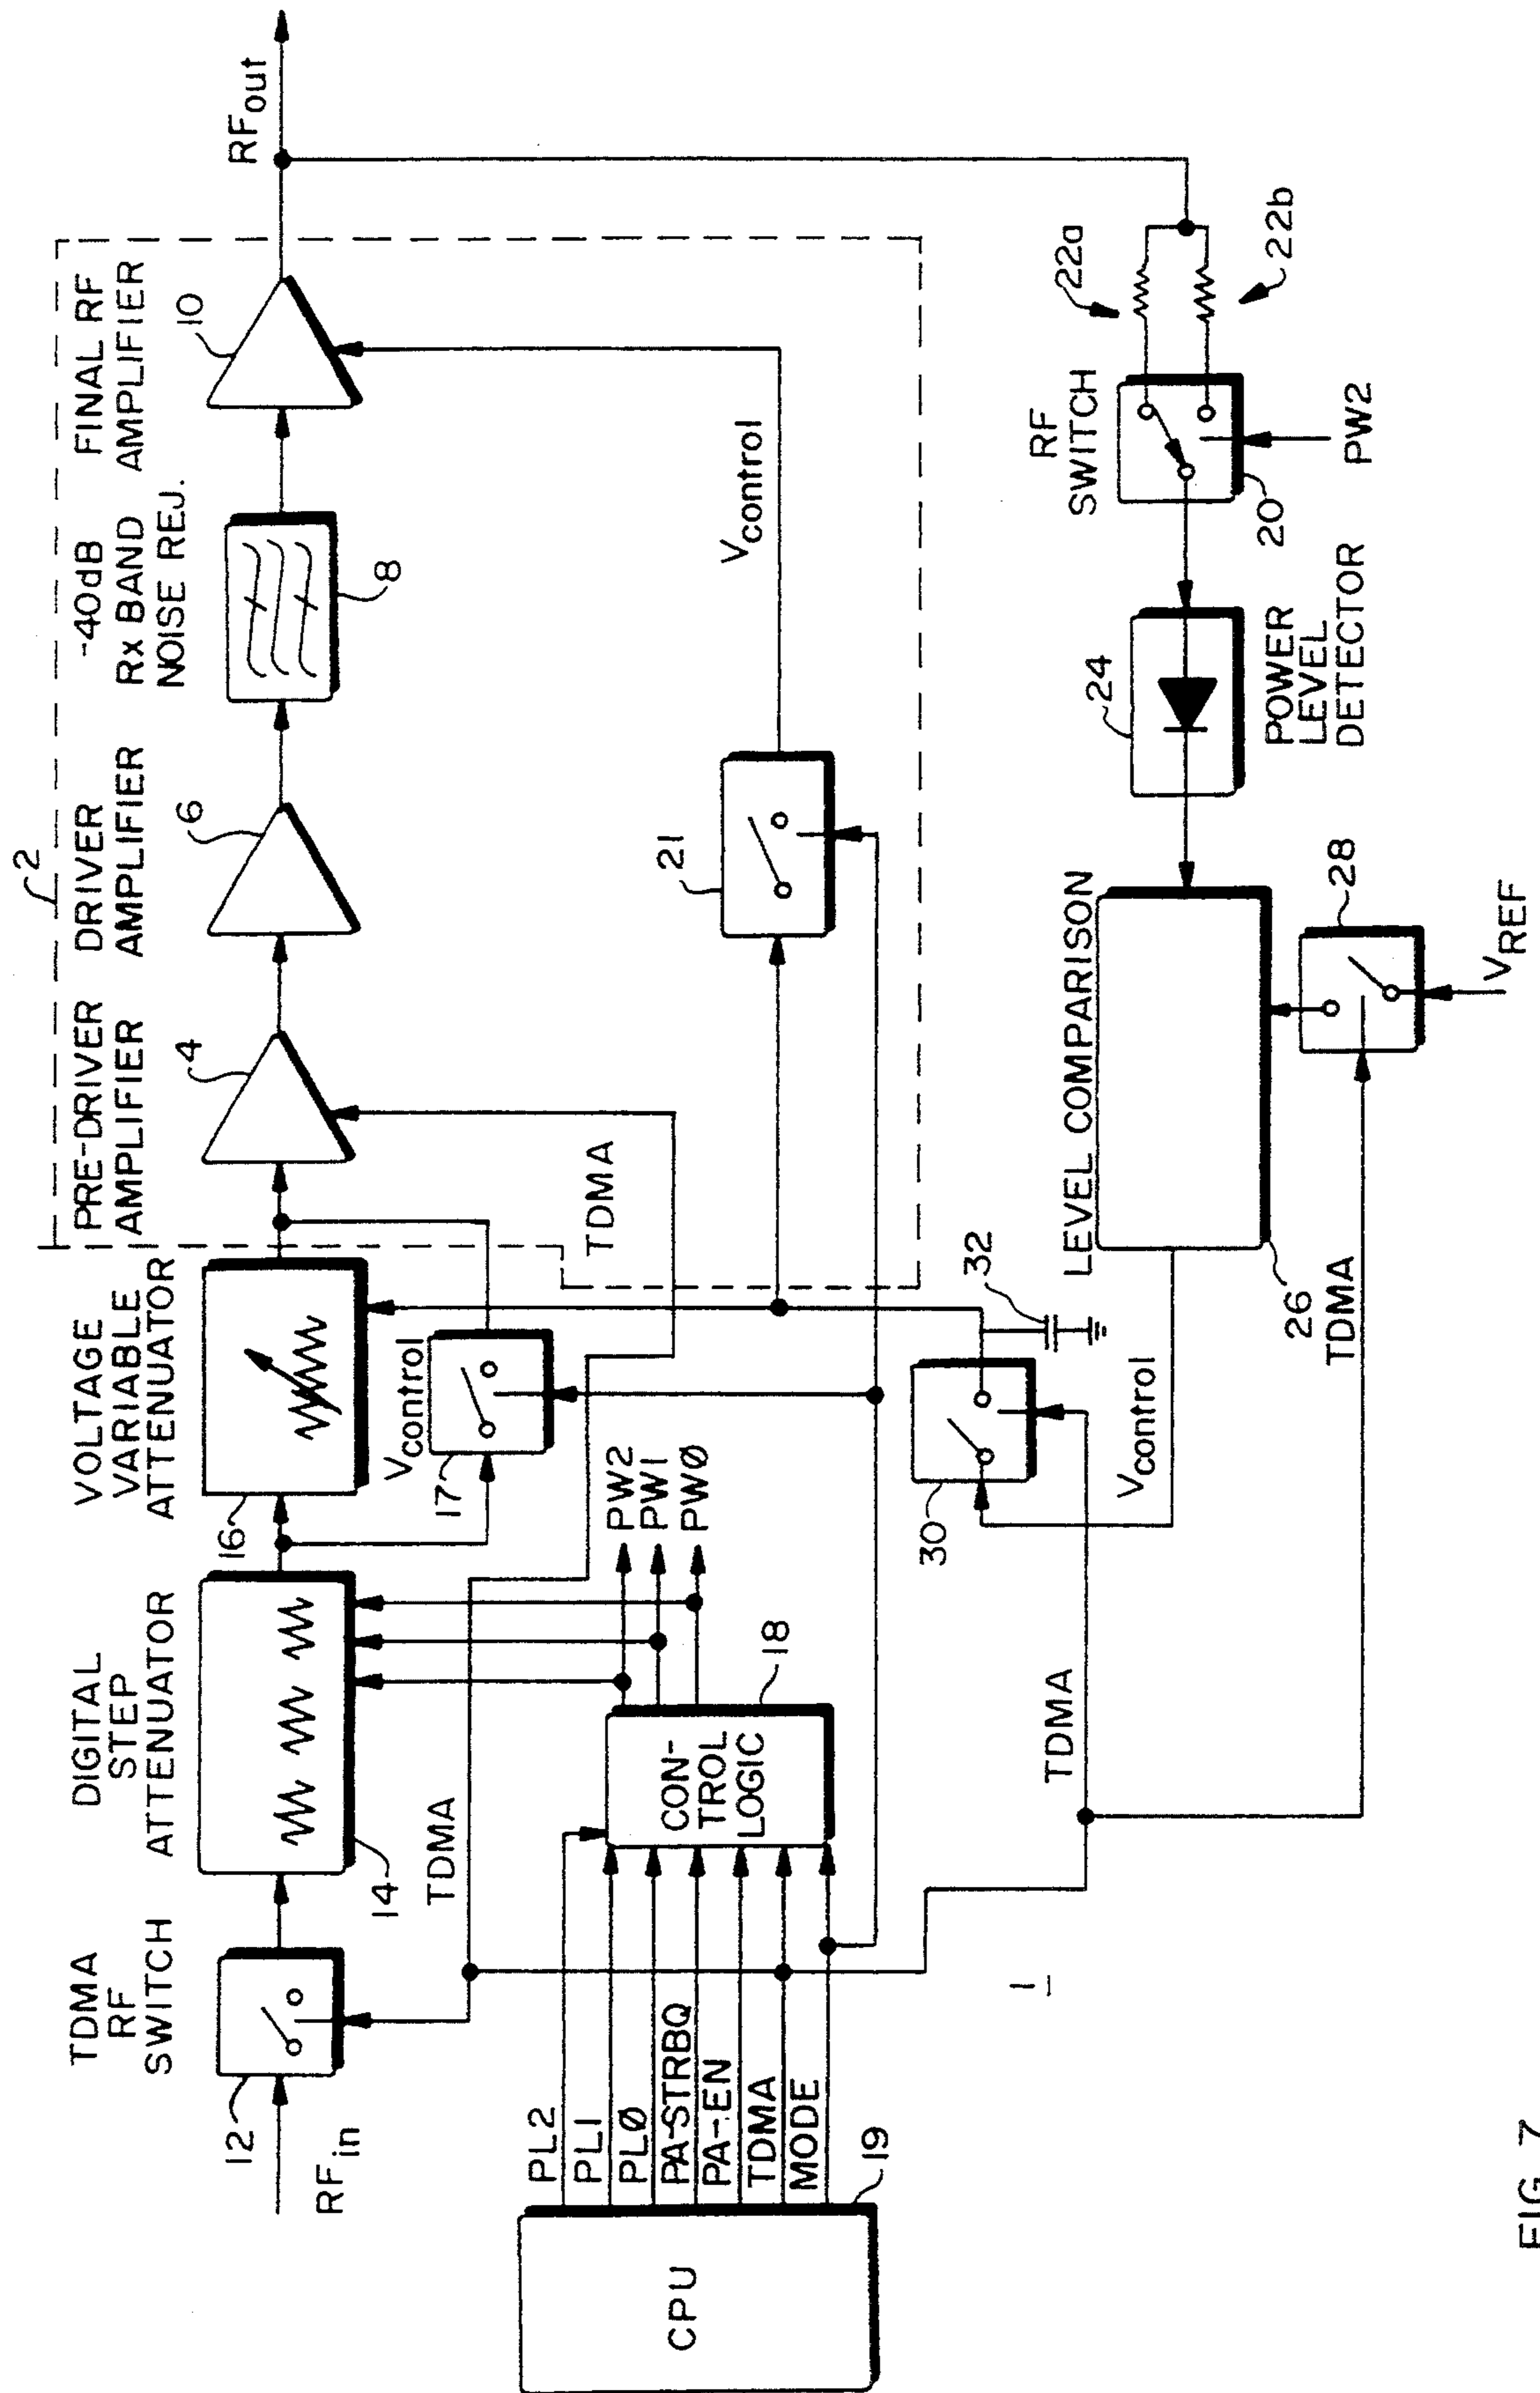 2
TDMA
RF
SWITCH
DIGITAL
STEP
ATTENUATOR
VOLTAGE
VARIABLE
ATTENUATOR
PRE-DRIVER
AMPLIFIER
DRIVER
AMPLIFIER
-40dB
Rx BAND
NOISE REJ.
FINAL RF
AMPLIFIER
12
RFin
14
16
4
6
8
10
RFout
TDMA
Vcontrol
17
TDMA
21
Vcontrol
PL2
PL1
PLØ
PA-STRBQ
PA-EN
TDMA
MODE
CPU
19
CON-
TROL
LOGIC
18
PW2
PW1
PWØ
30
32
TDMA
Vcontrol
LEVEL COMPARISON
26
TDMA
28
VREF
24
POWER
LEVEL
DETECTOR
RF
SWITCH
20
PW2
22a
22b
1
FIG. 7